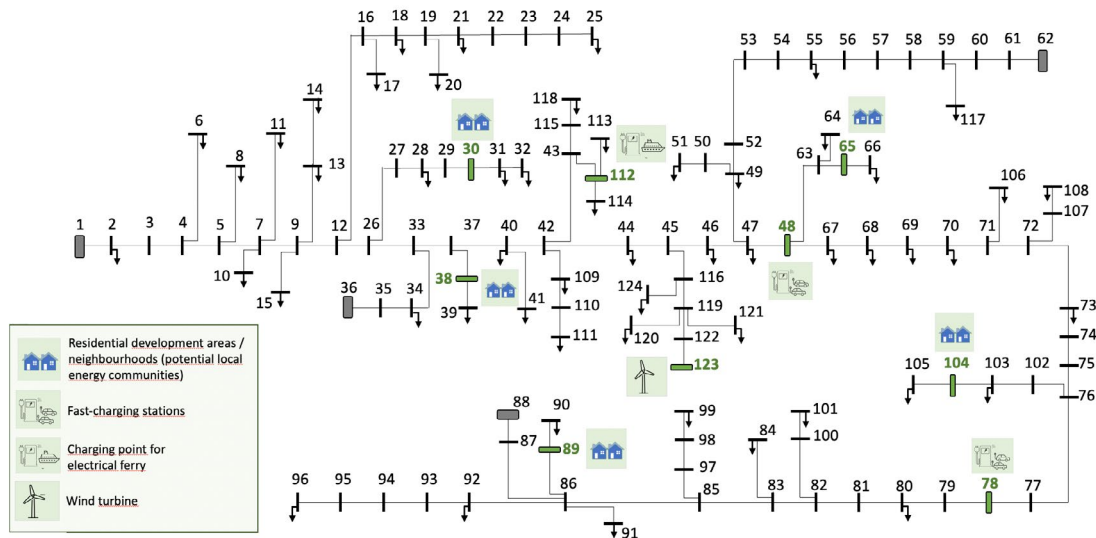 16 18 19 21 22 23 24 25
53 54 55 56 57 58 59 60 61 62
17 20
14 118 113
6 11 115 51 50 52 64 65 66 117
8 13 27 28 29 30 31 32 43 112 49 63
114 106 108
107
1 2 3 4 5 7 9 12 26 33 37 40 42 44 45 46 47 48 67 68 69 70 71 72
10 15 36 35 34 38 39 41 109 110 111
124 116 119 120 121 122 123
73
74
75
76
105 104 103 102
88 90 99 101 84
87 89 98 100
97
96 95 94 93 92 86 91 85 83 82 81 80 79 78 77
Residential development areas /
neighbourhoods (potential local
energy communities)
Fast-charging stations
Charging point for
electrical ferry
Wind turbine